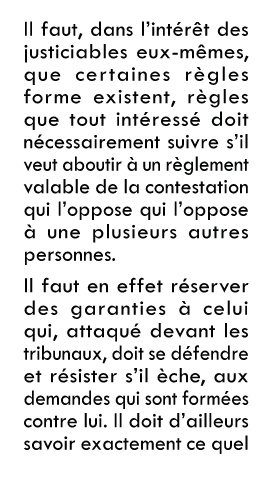 Il faut, dans l’intérêt des
justiciables eux-mêmes,
que certaines règles
forme existent, règles
que tout intéressé doit
nécessairement suivre s’il
veut aboutir à un règlement
valable de la contestation
qui l’oppose qui l’oppose
à une plusieurs autres
personnes.
Il faut en effet réserver
des garanties à celui
qui, attaqué devant les
tribunaux, doit se défendre
et résister s’il èche, aux
demandes qui sont formées
contre lui. Il doit d’ailleurs
savoir exactement ce quel